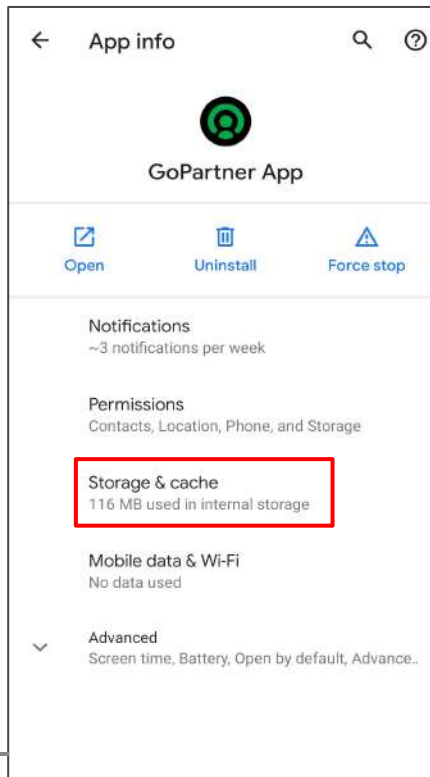 App info
GoPartner App
Open Uninstall Force stop
Notifications
~3 notifications per week
Permissions
Contacts, Location, Phone, and Storage
Storage & cache
116 MB used in internal storage
Mobile data & Wi-Fi
No data used
Advanced
Screen time, Battery, Open by default, Advance..